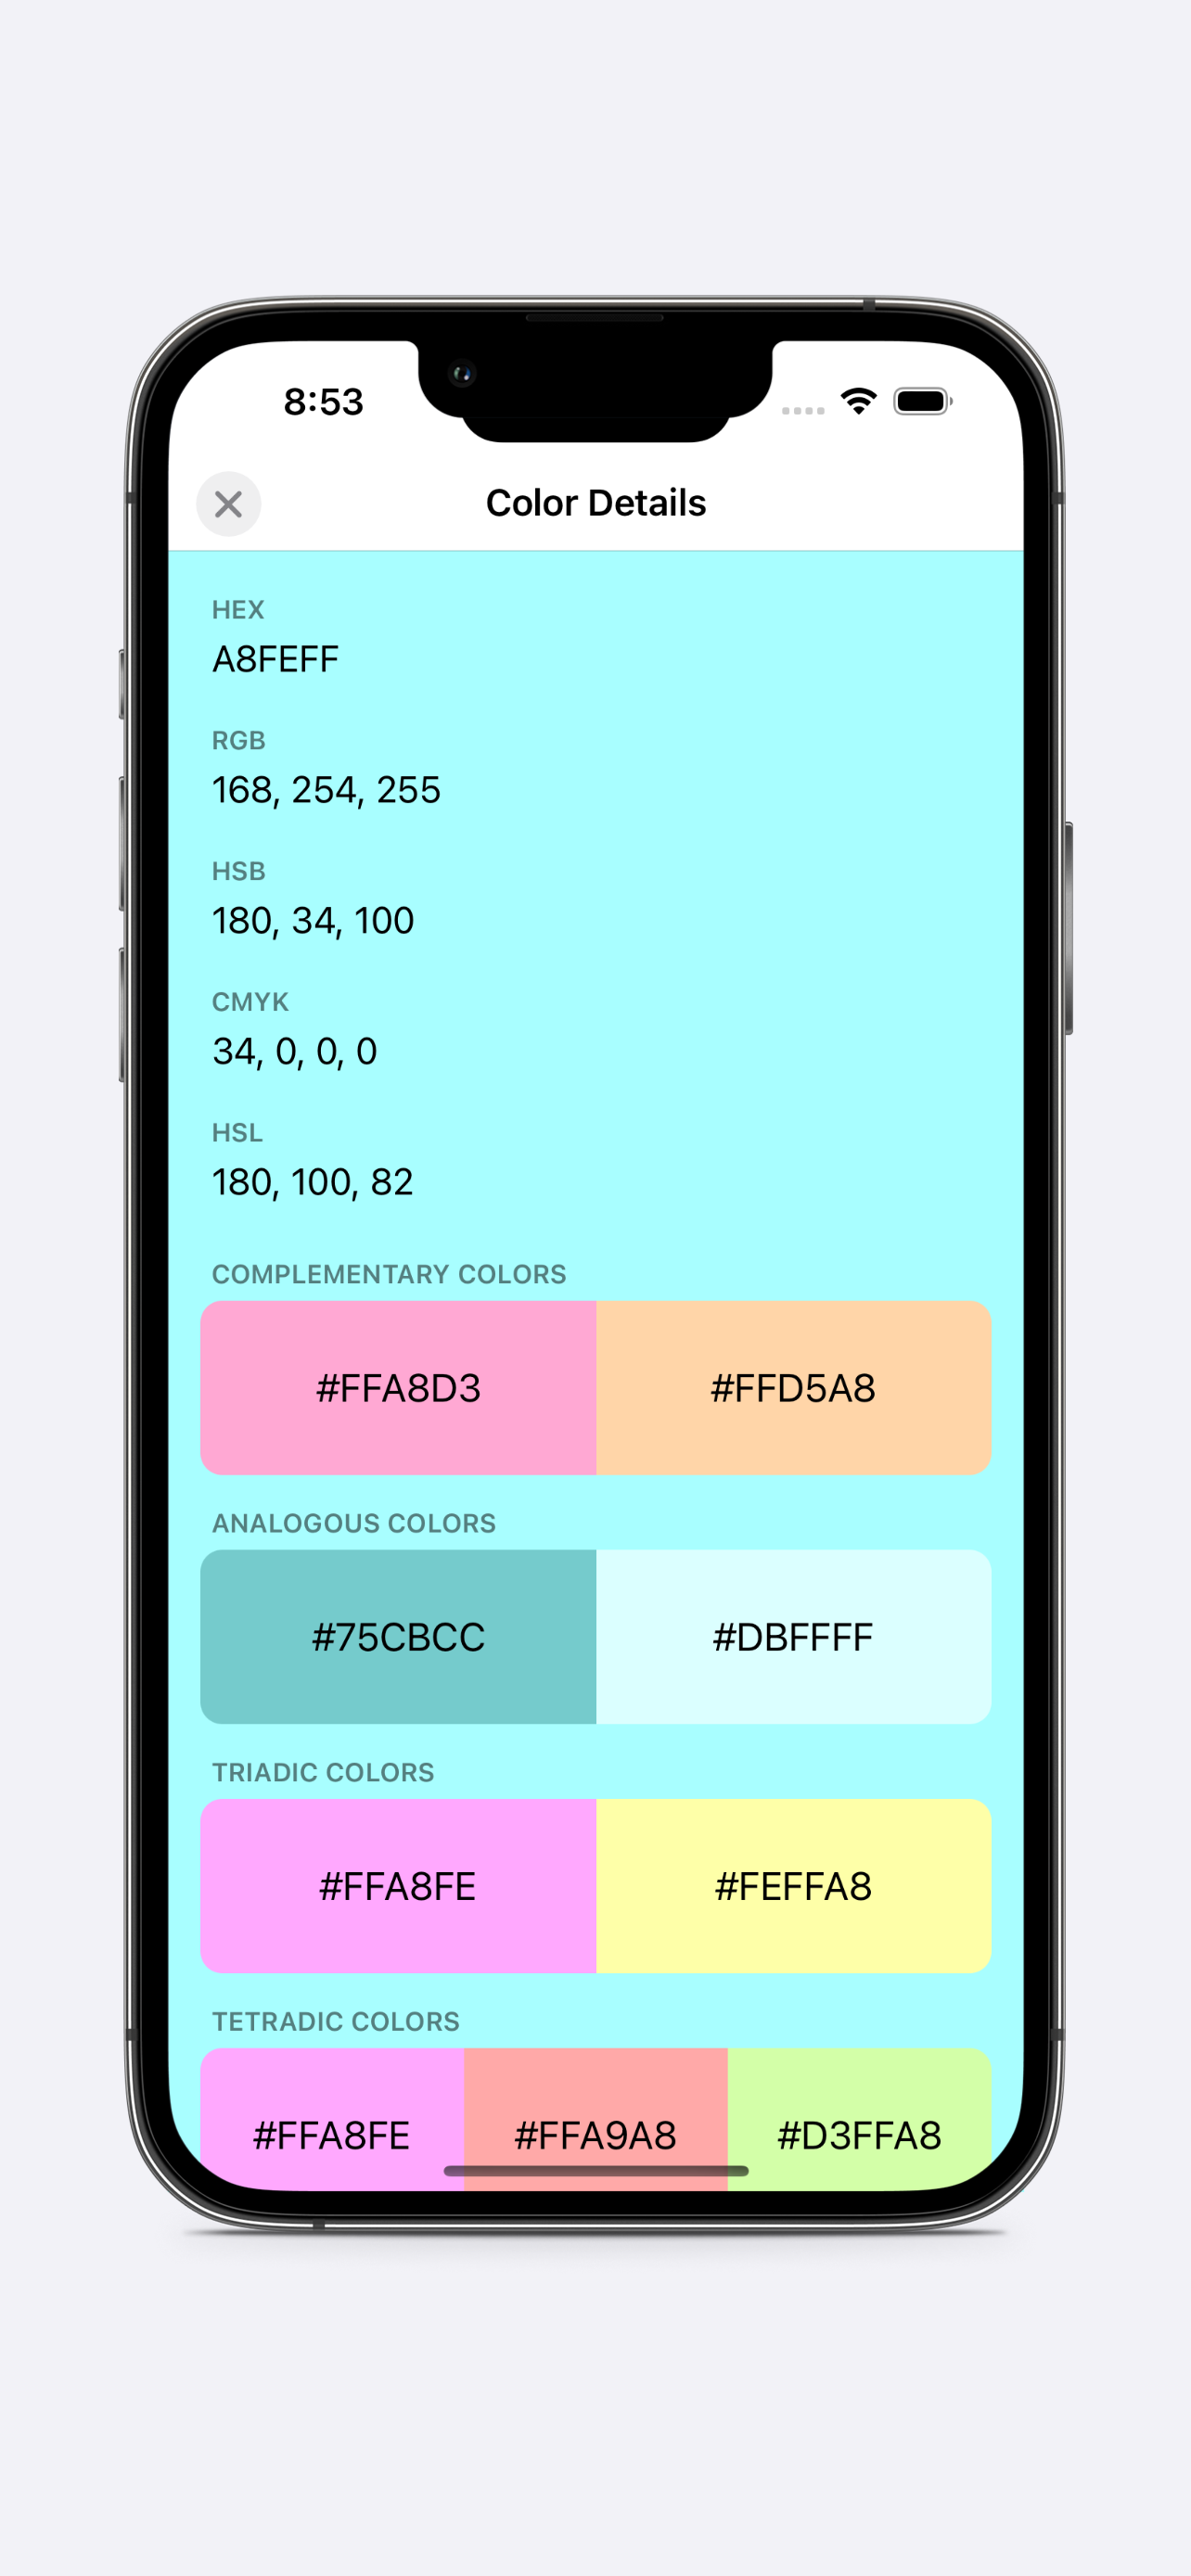 8:53
Color Details
HEX
A8FEFF
RGB
168, 254, 255
HSB
180, 34, 100
CMYK
34, 0, 0, 0
HSL
180, 100, 82
COMPLEMENTARY COLORS
#FFA8D3 #FFD5A8
ANALOGOUS COLORS
#75CBCC #DBFFFF
TRIADIC COLORS
#FFA8FE #FEFFA8
TETRADIC COLORS
#FFA8FE #FFA9A8 #D3FFA8